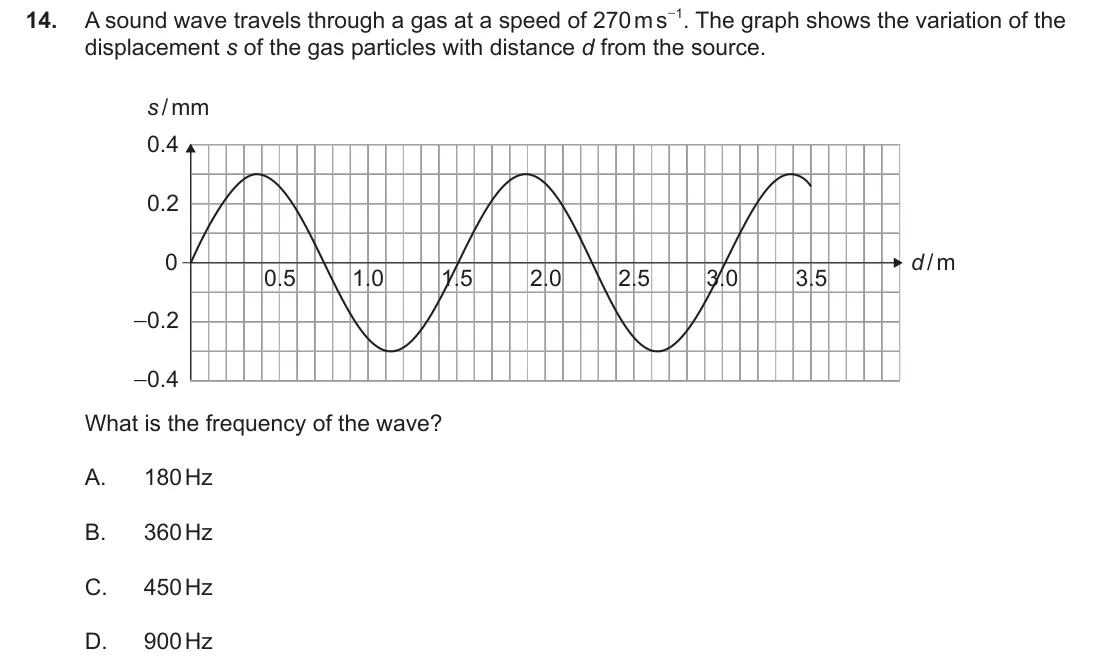 14. A sound wave travels through a gas at a speed of 270 m s⁻¹. The graph shows the variation of the
displacement s of the gas particles with distance d from the source.
s/mm
0.4
0.2
0
0.5 1.0 1.5 2.0 2.5 3.0 3.5
d/m
–0.2
–0.4
What is the frequency of the wave?
A. 180 Hz
B. 360 Hz
C. 450 Hz
D. 900 Hz